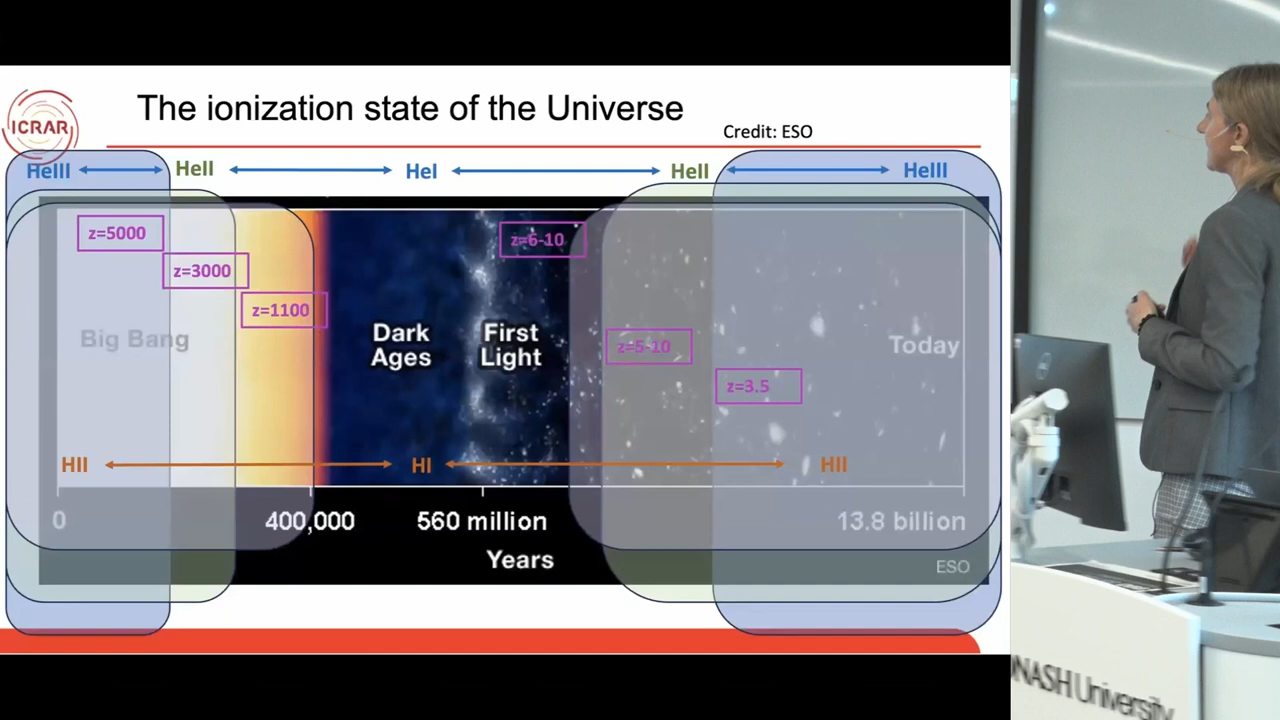 The ionization state of the Universe
ICRAR
Credit: ESO
HeIII HeII HeI HeII HeIII
z=5000
z=6-10
z=3000
z=1100
Big Bang
Dark
Ages
First
Light
z=5-10
Today
z=3.5
HII HI HII
0 400,000 560 million 13.8 billion
Years
ESO
ONASH University